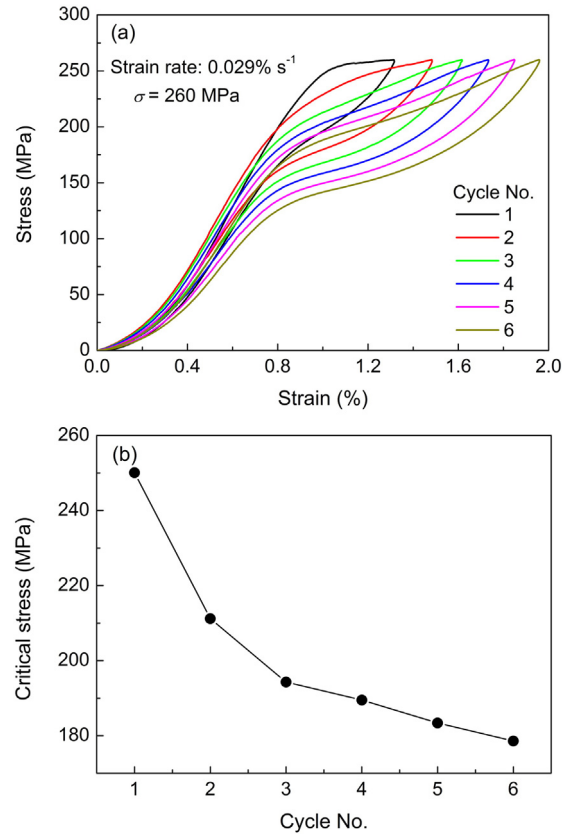 (a)
Strain rate: 0.029% s⁻¹
σ = 260 MPa
300
250
200
150
100
50
0
Stress (MPa)
Cycle No.
1
2
3
4
5
6
0.0 0.4 0.8 1.2 1.6 2.0
Strain (%)
(b)
260
240
220
200
180
Critical stress (MPa)
1 2 3 4 5 6
Cycle No.